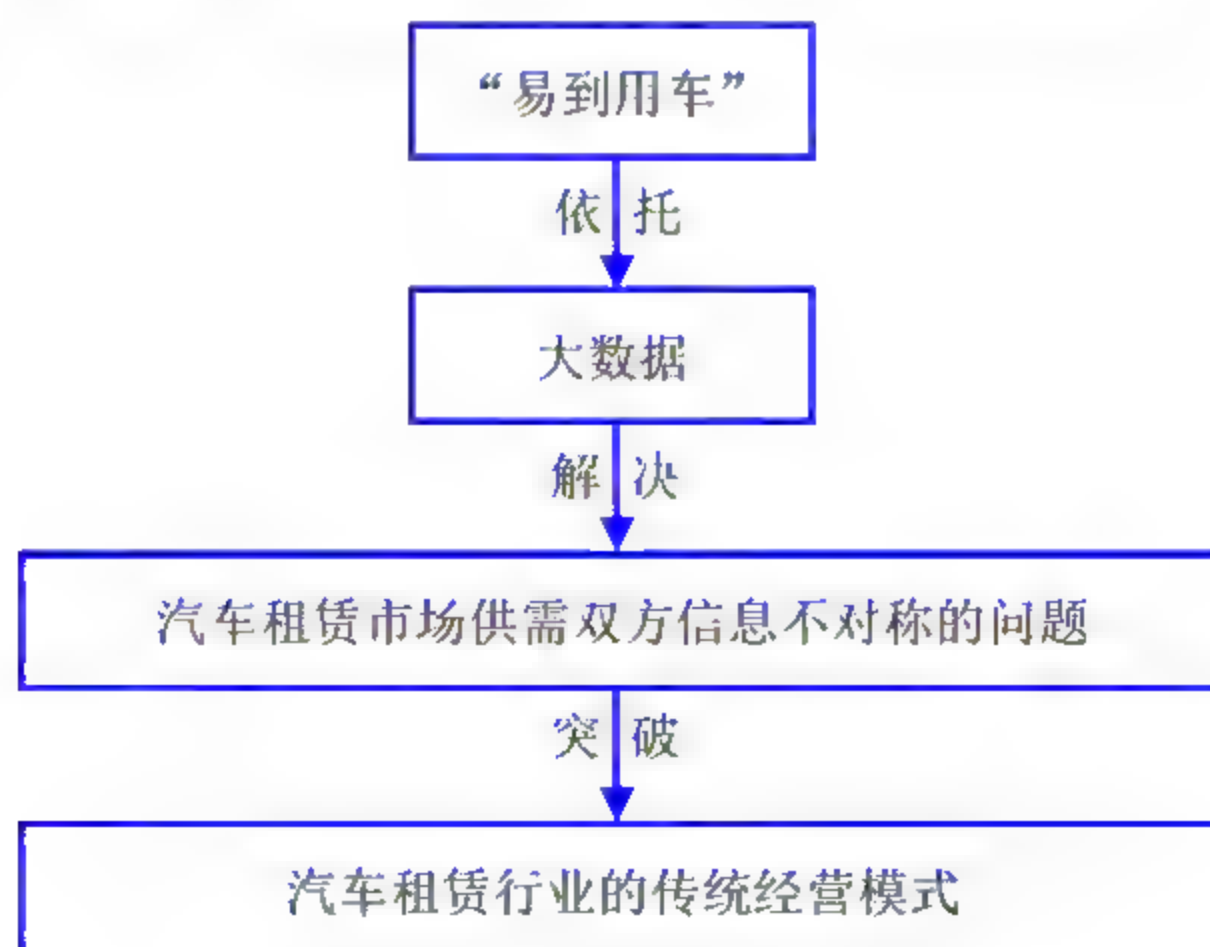 “易到用车”
依托
大数据
解决
汽车租赁市场供需双方信息不对称的问题
突破
汽车租赁行业的传统经营模式